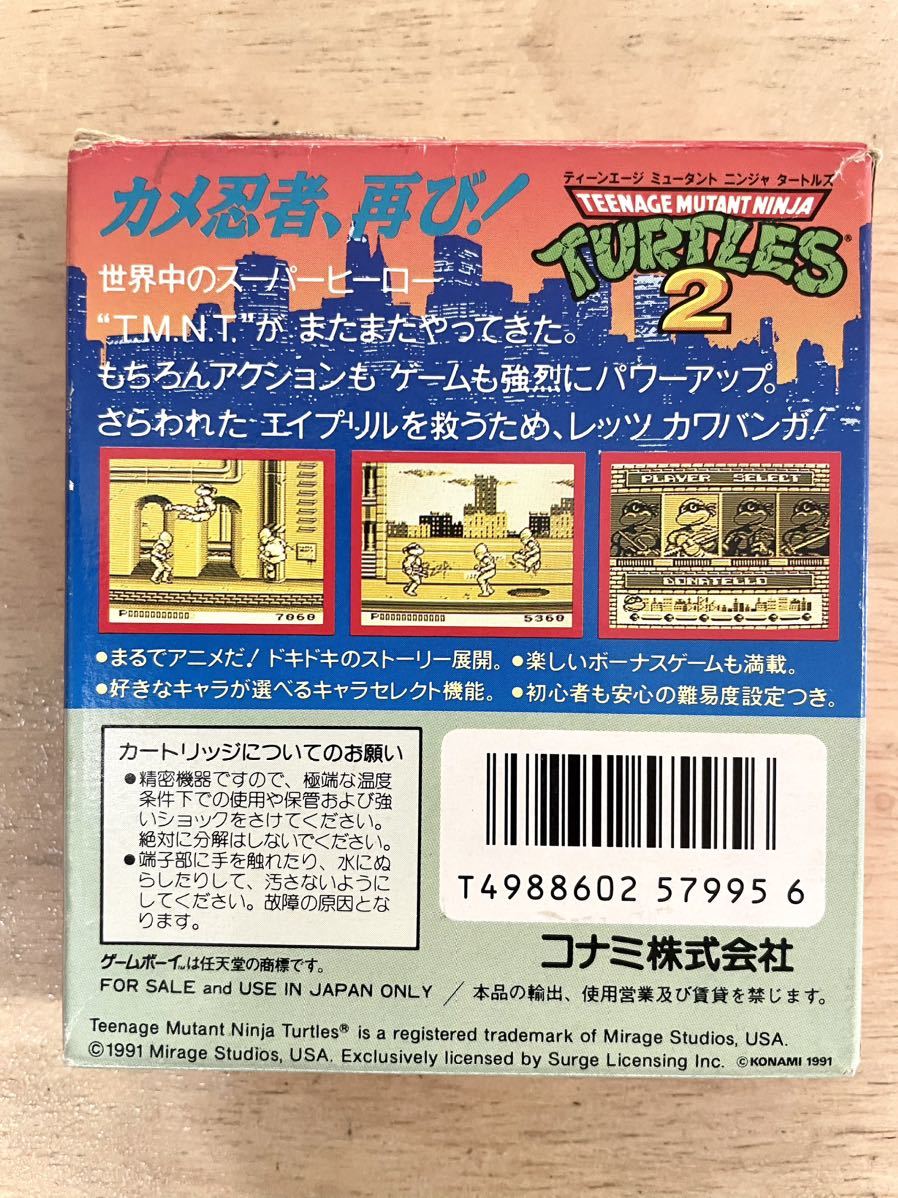 カメ忍者、再び!
ティーンエージ ミュータント ニンジャ タートルズ
TEENAGE MUTANT NINJA
TURTLES®
2
世界中のスーパーヒーロー
“T.M.N.T.”が またまたやってきた。
もちろんアクションも ゲームも強烈にパワーアップ。
さらわれた エイプリルを救うため、レッツ カワバンガ!
P
7060
P
5360
PLAYER SELECT
DONATELLO
●まるでアニメだ! ドキドキのストーリー展開。
●楽しいボーナスゲームも満載。
●好きなキャラが選べるキャラセレクト機能。
●初心者も安心の難易度設定つき。
カートリッジについてのお願い
●精密機器ですので、極端な温度
条件下での使用や保管および強
いショックをさけてください。
絶対に分解はしないでください。
●端子部に手を触れたり、水にぬ
らしたりして、汚さないように
してください。故障の原因とな
ります。
T4988602 57995 6
コナミ株式会社
ゲームボーイ™は任天堂の商標です。
FOR SALE and USE IN JAPAN ONLY / 本品の輸出、使用営業及び賃貸を禁じます。
Teenage Mutant Ninja Turtles® is a registered trademark of Mirage Studios, USA.
©1991 Mirage Studios, USA. Exclusively licensed by Surge Licensing Inc. ©KONAMI 1991